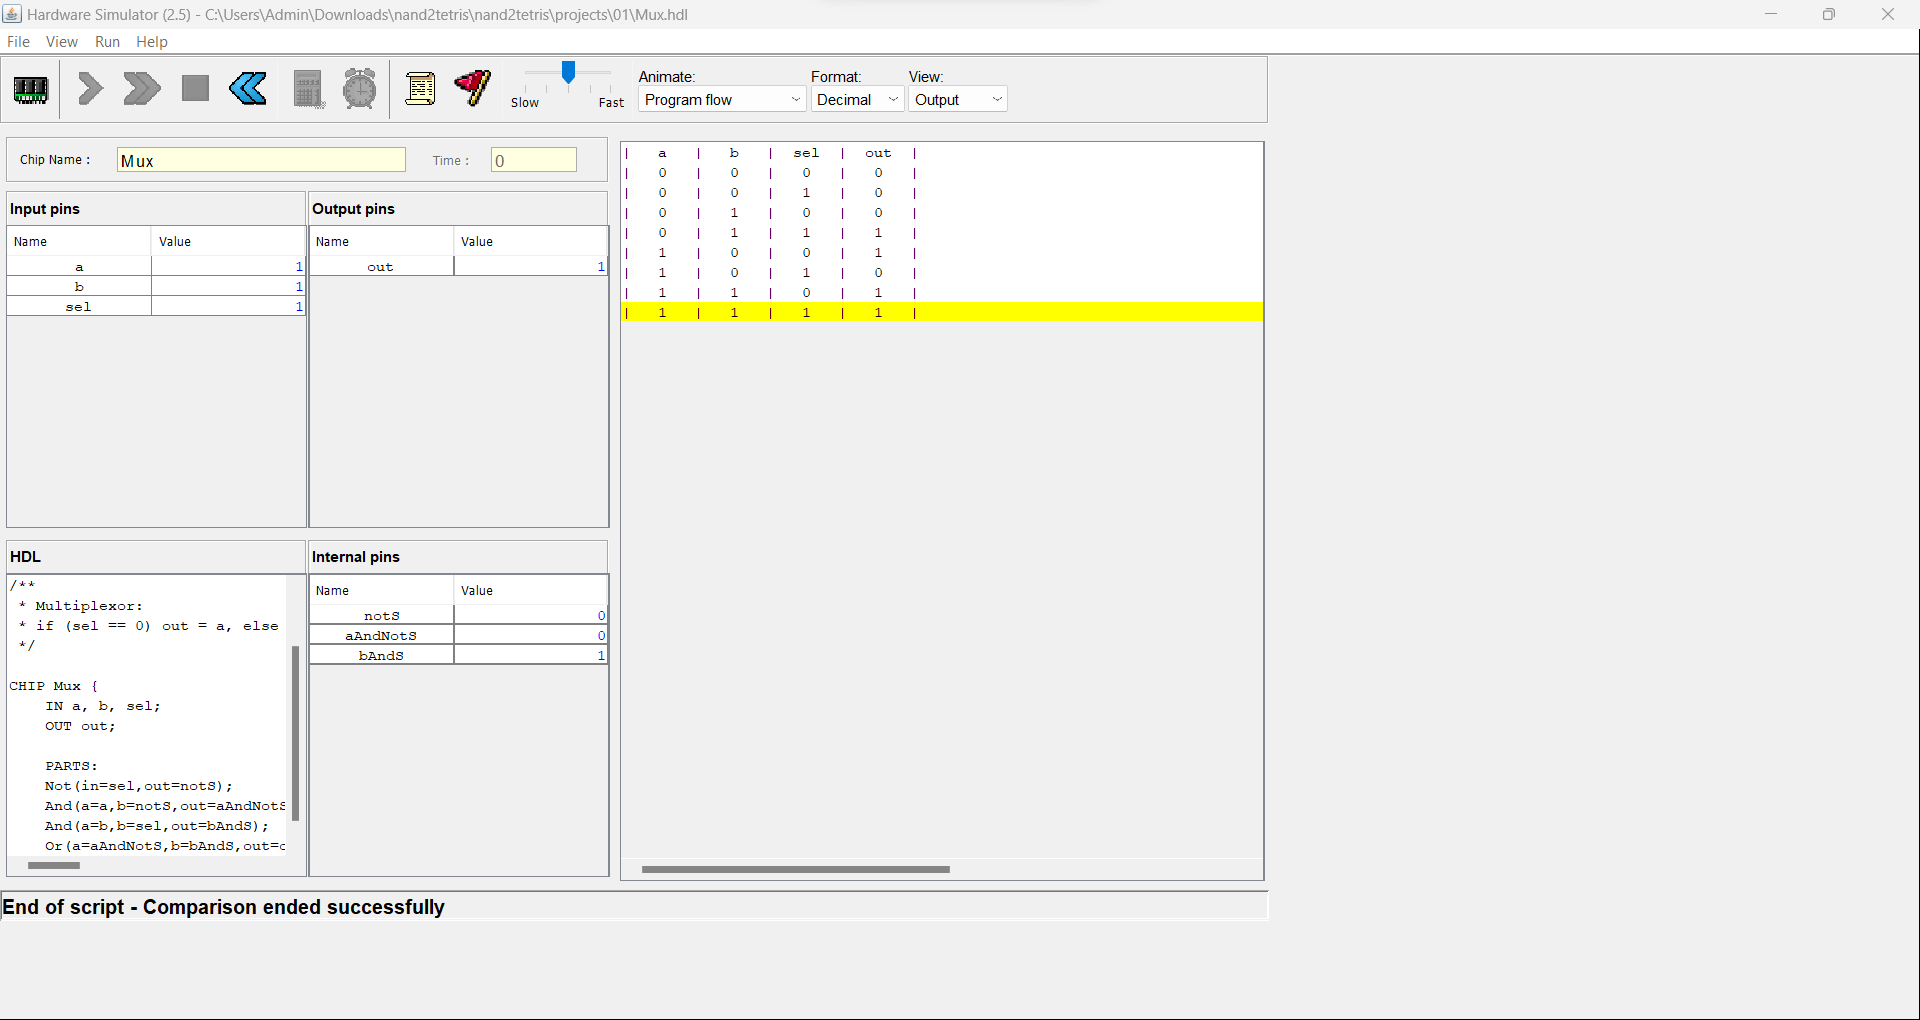 Hardware Simulator (2.5) - C:\Users\Admin\Downloads\nand2tetris\nand2tetris\projects\01\Mux.hdl
File View Run Help
Slow Fast
Animate:
Program flow
Format:
Decimal
View:
Output
Chip Name : Mux Time : 0
Input pins
Name Value
a 1
b 1
sel 1
Output pins
Name Value
out 1
HDL
/**
* Multiplexor:
* if (sel == 0) out = a, else
*/
CHIP Mux {
IN a, b, sel;
OUT out;
PARTS:
Not(in=sel,out=notS);
And(a=a,b=notS,out=aAndNotS
And(a=b,b=sel,out=bAndS);
Or(a=aAndNotS,b=bAndS,out=
Internal pins
Name Value
notS 0
aAndNotS 0
bAndS 1
| a | b | sel | out |
| 0 | 0 | 0 | 0 |
| 0 | 0 | 1 | 0 |
| 0 | 1 | 0 | 0 |
| 0 | 1 | 1 | 1 |
| 1 | 0 | 0 | 1 |
| 1 | 0 | 1 | 0 |
| 1 | 1 | 0 | 1 |
| 1 | 1 | 1 | 1 |
End of script - Comparison ended successfully